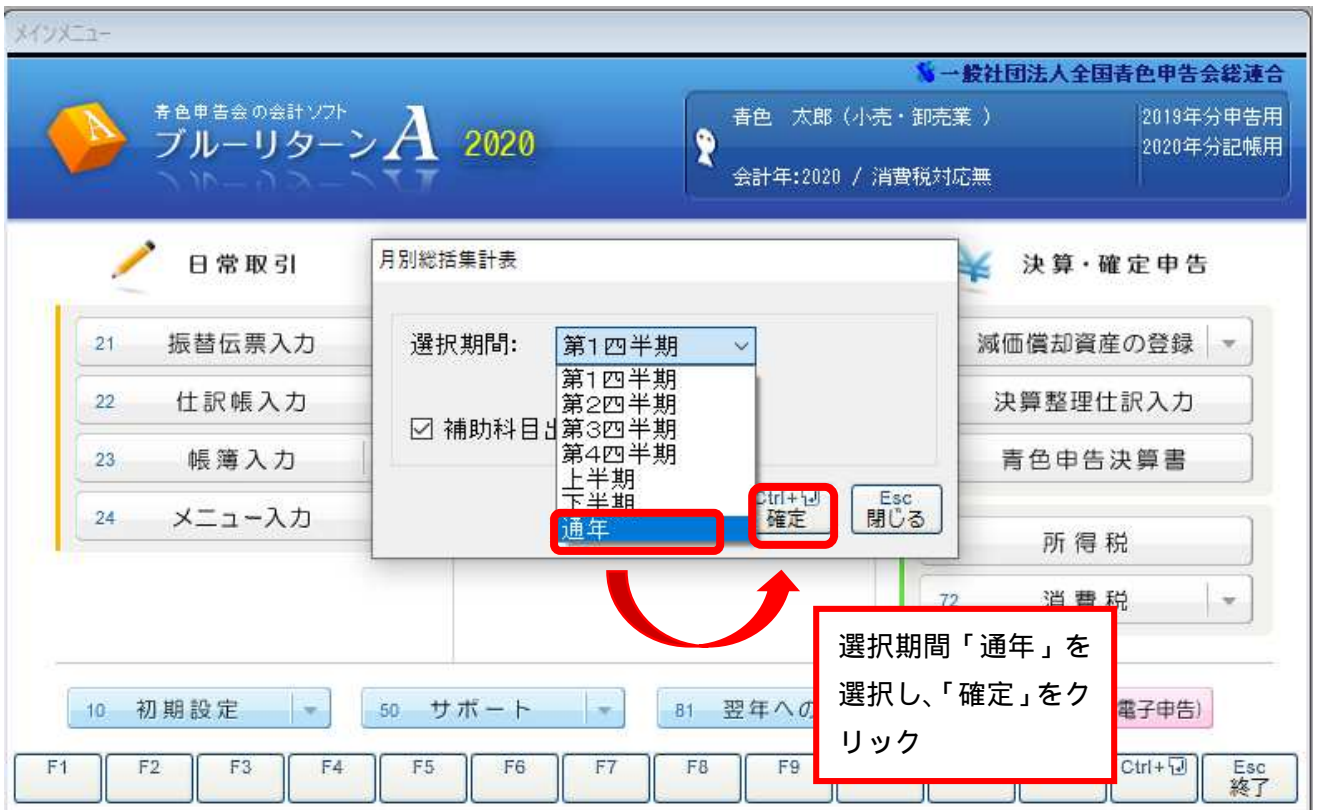 メインメニュー
一般社団法人全国青色申告会総連合
青色申告会の会計ソフト
ブルーリターンA 2020
青色 太郎（小売・卸売業 ）
2019年分申告用
2020年分記帳用
会計年:2020 / 消費税対応無
日常取引
21 振替伝票入力
22 仕訳帳入力
23 帳簿入力
24 メニュー入力
月別総括集計表
選択期間: 第1四半期
第1四半期
第2四半期
第3四半期
第4四半期
上半期
下半期
通年
補助科目出
Ctrl+
確定
Esc
閉じる
決算・確定申告
減価償却資産の登録
決算整理仕訳入力
青色申告決算書
所得税
72 消費税
選択期間「通年」を
選択し、「確定」をク
リック
10 初期設定
50 サポート
81 翌年への
電子申告)
F1 F2 F3 F4 F5 F6 F7 F8 F9 Ctrl+ Esc
終了